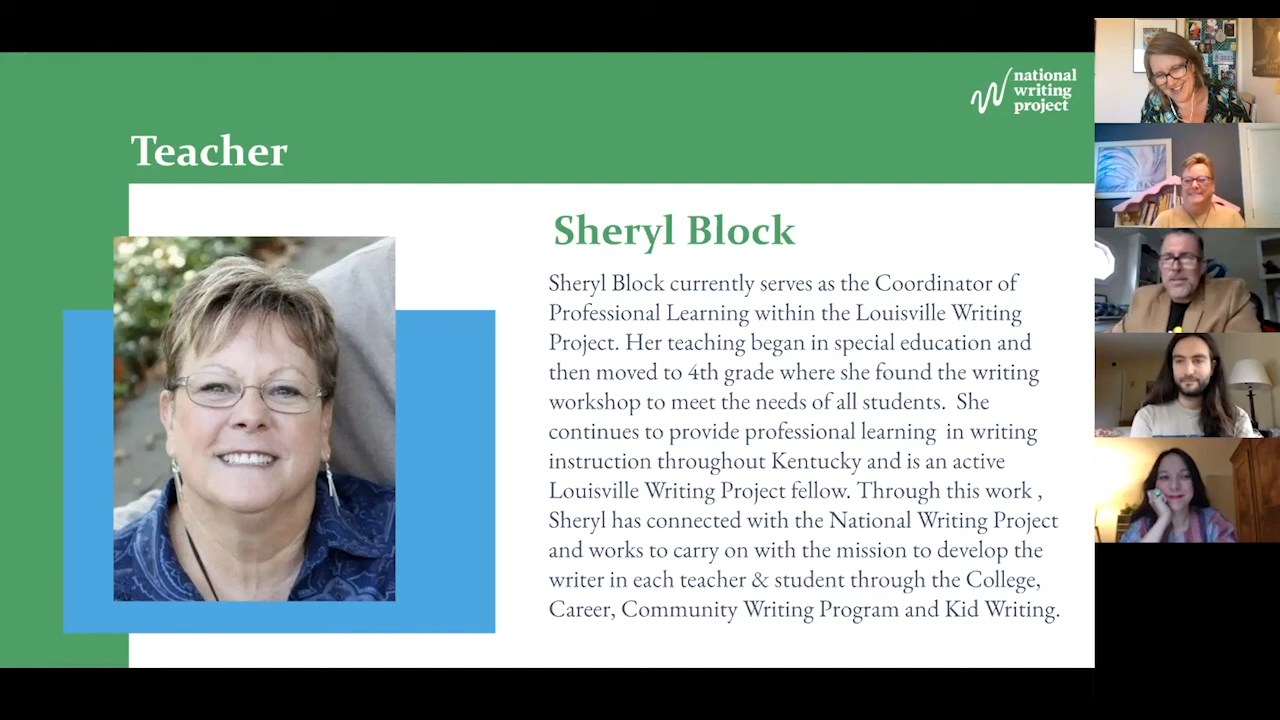 national
writing
project
Teacher
Sheryl Block
Sheryl Block currently serves as the Coordinator of
Professional Learning within the Louisville Writing
Project. Her teaching began in special education and
then moved to 4th grade where she found the writing
workshop to meet the needs of all students.  She
continues to provide professional learning  in writing
instruction throughout Kentucky and is an active
Louisville Writing Project fellow. Through this work ,
Sheryl has connected with the National Writing Project
and works to carry on with the mission to develop the
writer in each teacher & student through the College,
Career, Community Writing Program and Kid Writing.